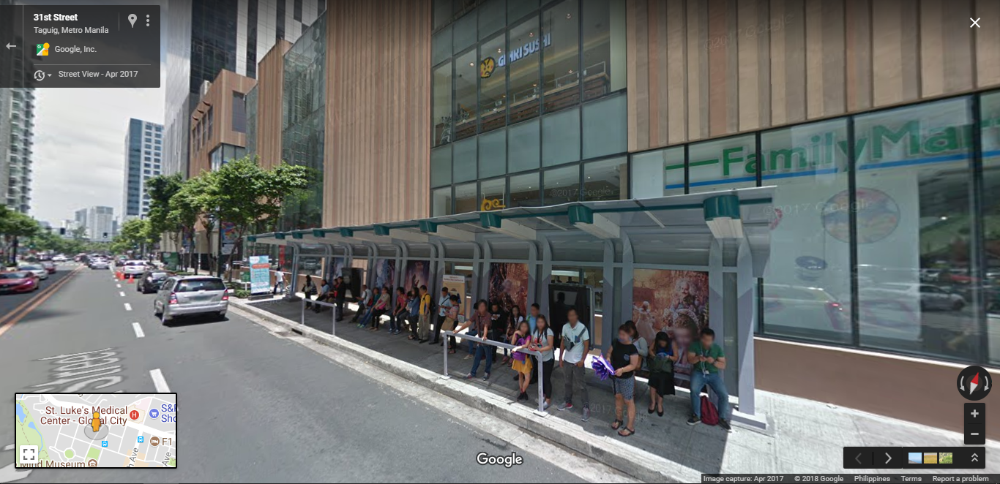 31st Street
Taguig, Metro Manila
Google, Inc.
Street View - Apr 2017
GENKI SUSHI
©2017 Google
©2017 Google
FamilyMar
©2017 Google
Street
St. Luke's Medical
Center - Global City
H
S&
Sho
F1
Mind Museum
Ave
Ave
2017 Google
Google
Image capture: Apr 2017
© 2018 Google
Philippines
Terms
Report a problem